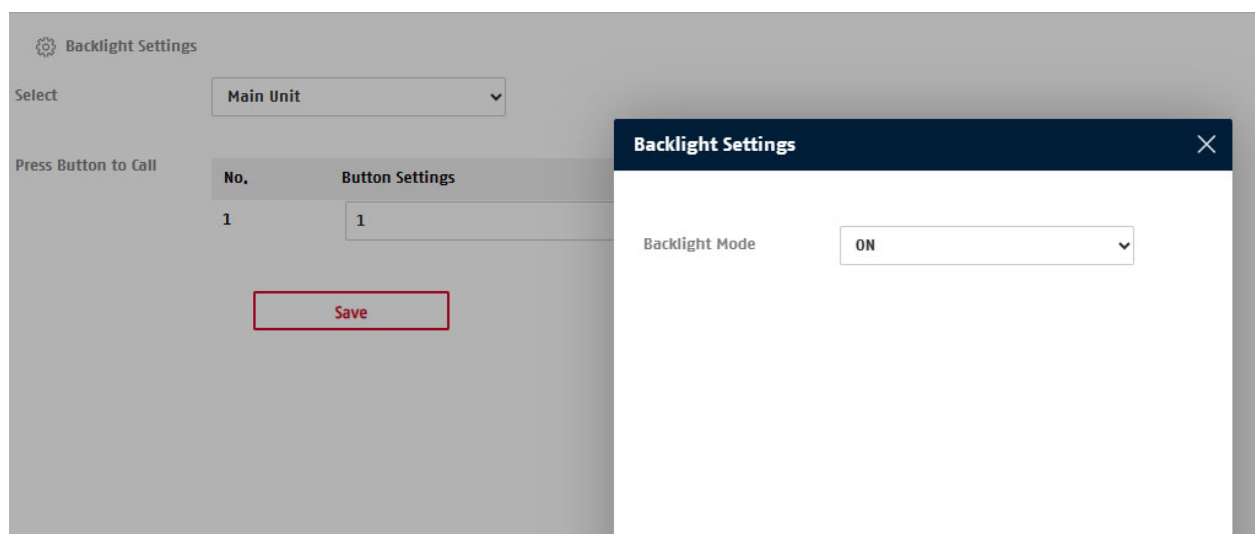 Backlight Settings
Select
Main Unit
Press Button to Call
No.
Button Settings
1
1
Save
Backlight Settings
Backlight Mode
ON